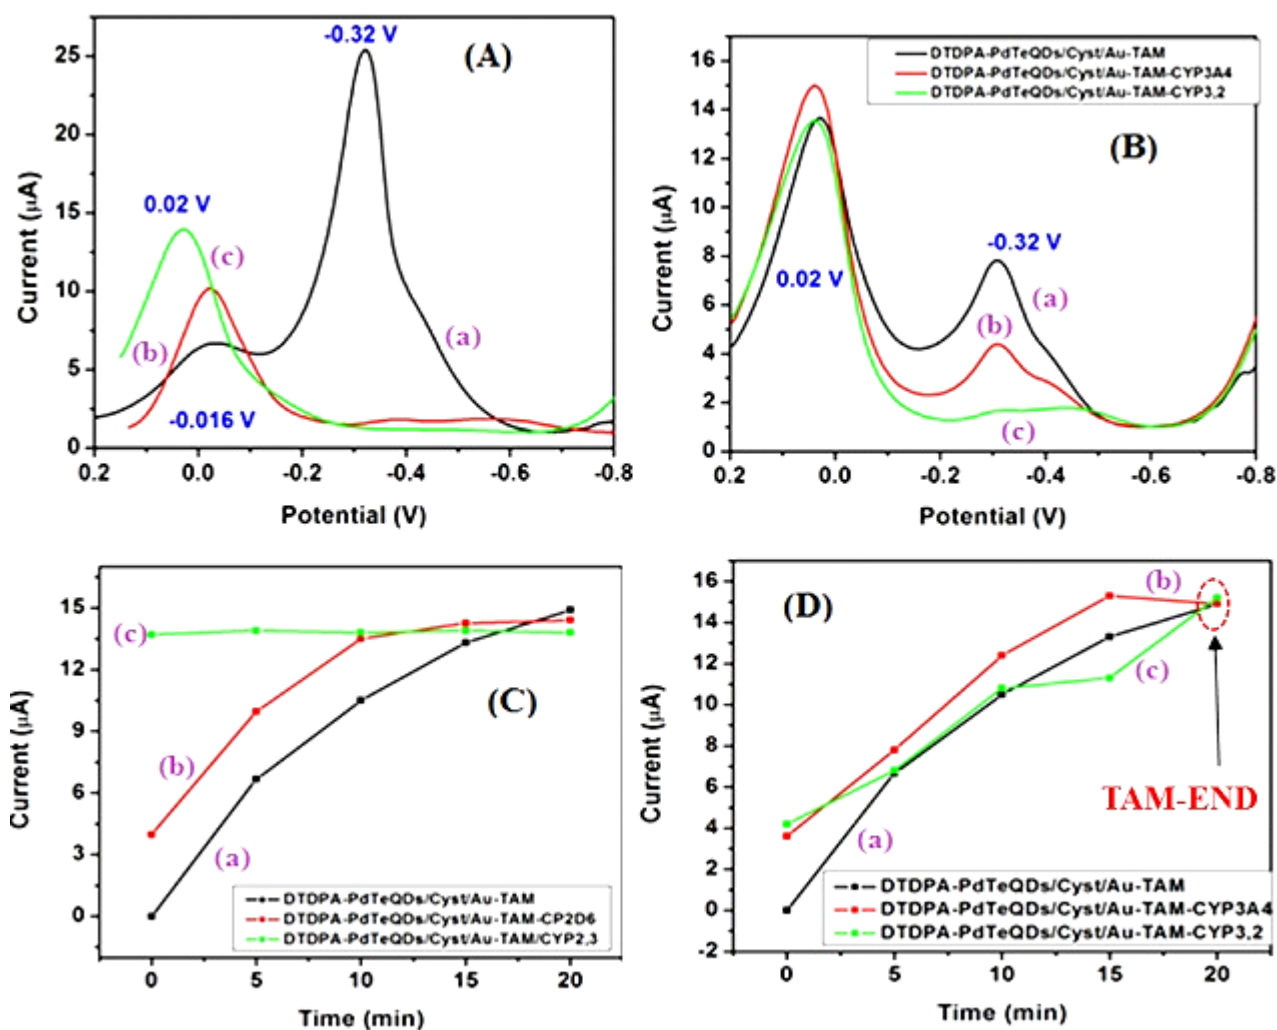 (A)
-0.32 V
0.02 V
(c)
(b)
(a)
-0.016 V
Current (µA)
25
20
15
10
5
0
0.2 0.0 -0.2 -0.4 -0.6 -0.8
Potential (V)
DTDPA-PdTeQDs/Cyst/Au-TAM
DTDPA-PdTeQDs/Cyst/Au-TAM-CYP3A4
DTDPA-PdTeQDs/Cyst/Au-TAM-CYP3,2
(B)
-0.32 V
0.02 V
(a)
(b)
(c)
Current (µA)
16
14
12
10
8
6
4
2
0
0.2 0.0 -0.2 -0.4 -0.6 -0.8
Potential (V)
(C)
(c)
(b)
(a)
Current (µA)
15
12
9
6
3
0
DTDPA-PdTeQDs/Cyst/Au-TAM
DTDPA-PdTeQDs/Cyst/Au-TAM-CP2D6
DTDPA-PdTeQDs/Cyst/Au-TAM/CYP2,3
0 5 10 15 20
Time (min)
(D)
(b)
(c)
(a)
TAM-END
Current (µA)
16
14
12
10
8
6
4
2
0
-2
DTDPA-PdTeQDs/Cyst/Au-TAM
DTDPA-PdTeQDs/Cyst/Au-TAM-CYP3A4
DTDPA-PdTeQDs/Cyst/Au-TAM-CYP3,2
0 5 10 15 20
Time (min)